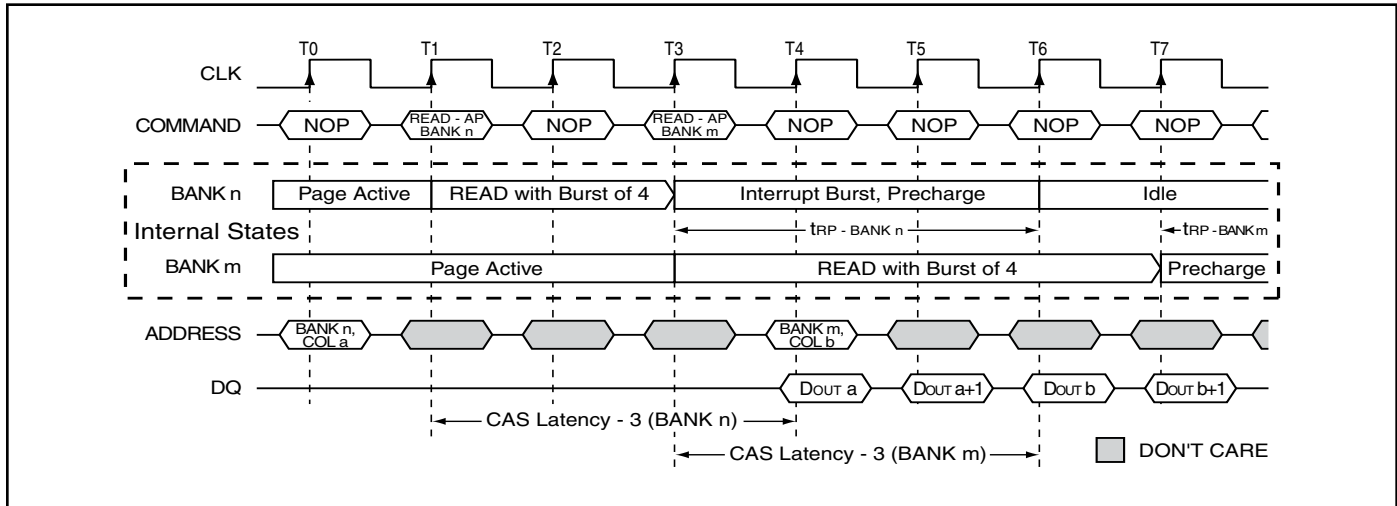 T0 T1 T2 T3 T4 T5 T6 T7
CLK
COMMAND NOP READ - AP BANK n NOP READ - AP BANK m NOP NOP NOP NOP
BANK n Page Active READ with Burst of 4 Interrupt Burst, Precharge Idle
Internal States tRP - BANK n tRP - BANK m
BANK m Page Active READ with Burst of 4 Precharge
ADDRESS BANK n, COL a BANK m, COL b
DQ DOUT a DOUT a+1 DOUT b DOUT b+1
CAS Latency - 3 (BANK n)
CAS Latency - 3 (BANK m) DON'T CARE